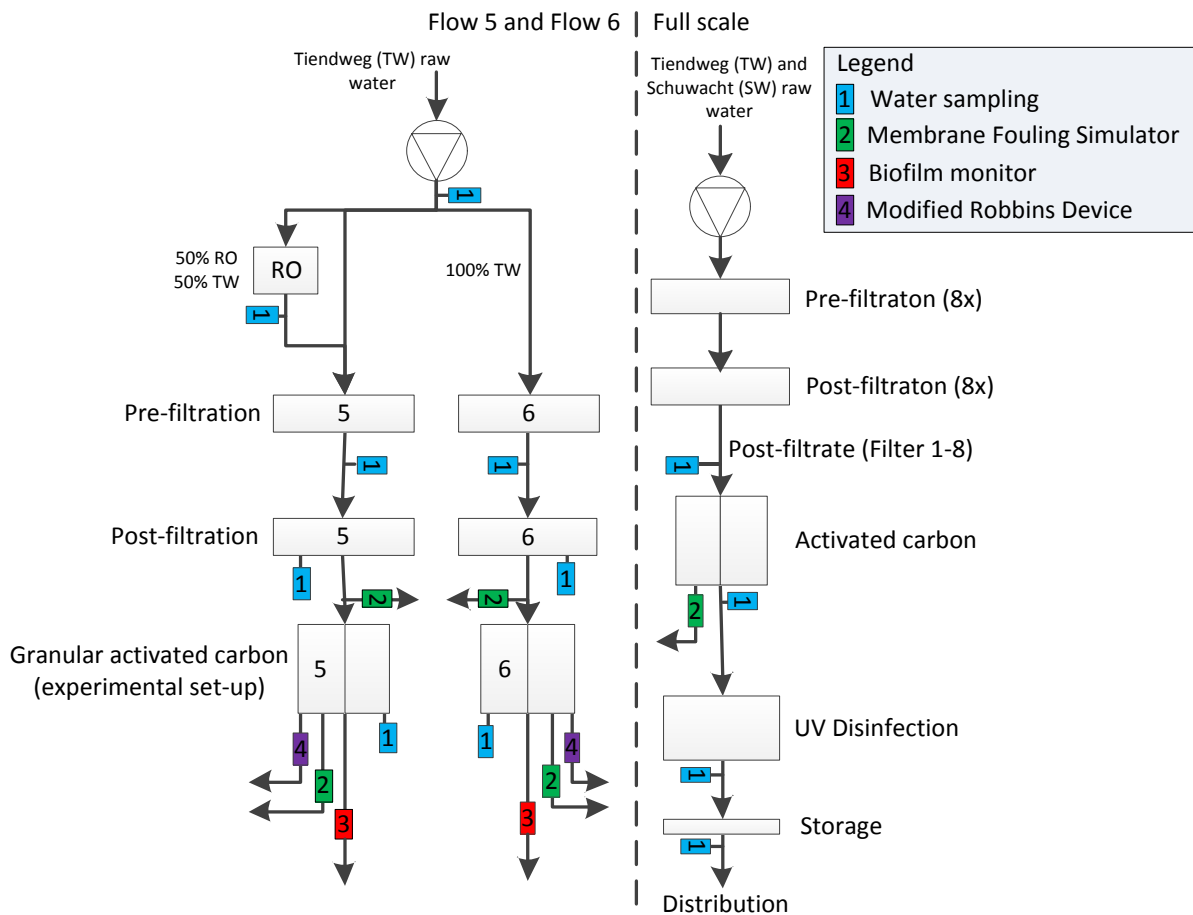 Flow 5 and Flow 6
Full scale
Tiendweg (TW) raw
water
Tiendweg (TW) and
Schuwacht (SW) raw
water
Legend
1 Water sampling
2 Membrane Fouling Simulator
3 Biofilm monitor
4 Modified Robbins Device
1
50% RO
50% TW
RO
100% TW
1
Pre-filtration
5
6
1
1
Post-filtration
5
6
1
1
2
2
Granular activated carbon
(experimental set-up)
5
6
4
2
3
1
1
3
2
4
Pre-filtraton (8x)
Post-filtraton (8x)
Post-filtrate (Filter 1-8)
1
Activated carbon
2
1
UV Disinfection
1
Storage
1
Distribution